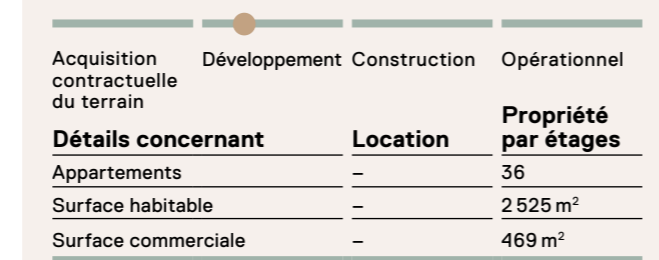 Acquisition
contractuelle
du terrain
Développement
Construction
Opérationnel
Détails concernant
Location
Propriété
par étages
Appartements – 36
Surface habitable – 2 525 m²
Surface commerciale – 469 m²